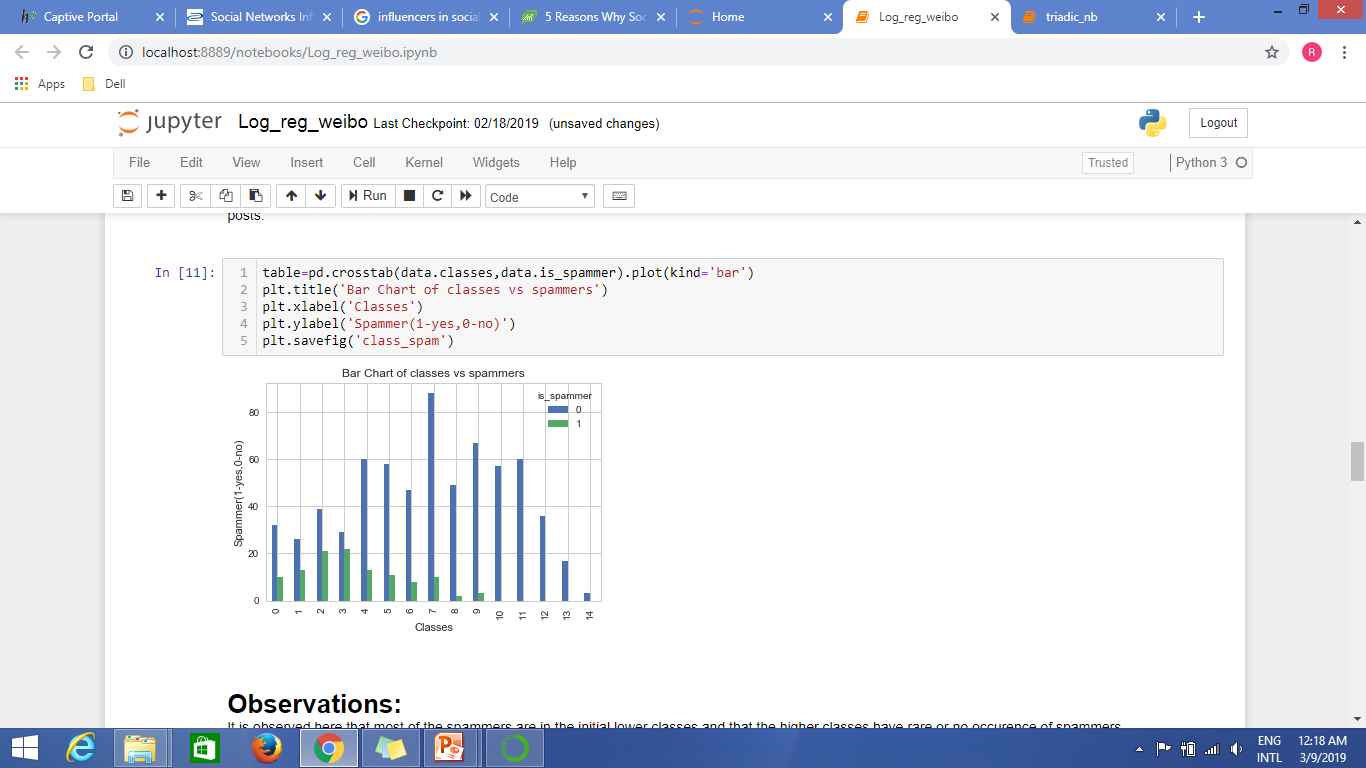 Captive Portal
Social Networks Inf
influencers in social
5 Reasons Why Soc
Home
Log_reg_weibo
triadic_nb
localhost:8889/notebooks/Log_reg_weibo.ipynb
R
Apps
Dell
jupyter Log_reg_weibo Last Checkpoint: 02/18/2019 (unsaved changes)
Logout
File Edit View Insert Cell Kernel Widgets Help
Trusted
Python 3
Run
Code
posts.
In [11]:
1 table=pd.crosstab(data.classes,data.is_spammer).plot(kind='bar')
2 plt.title('Bar Chart of classes vs spammers')
3 plt.xlabel('Classes')
4 plt.ylabel('Spammer(1-yes,0-no)')
5 plt.savefig('class_spam')
Bar Chart of classes vs spammers
is_spammer
0
1
Spammer(1-yes,0-no)
80
60
40
20
0
0 1 2 3 4 5 6 7 8 9 10 11 12 13 14
Classes
Observations:
It is observed here that most of the spammers are in the initial lower classes and that the higher classes have rare or no occurence of spammers
ENG 12:18 AM
INTL 3/9/2019